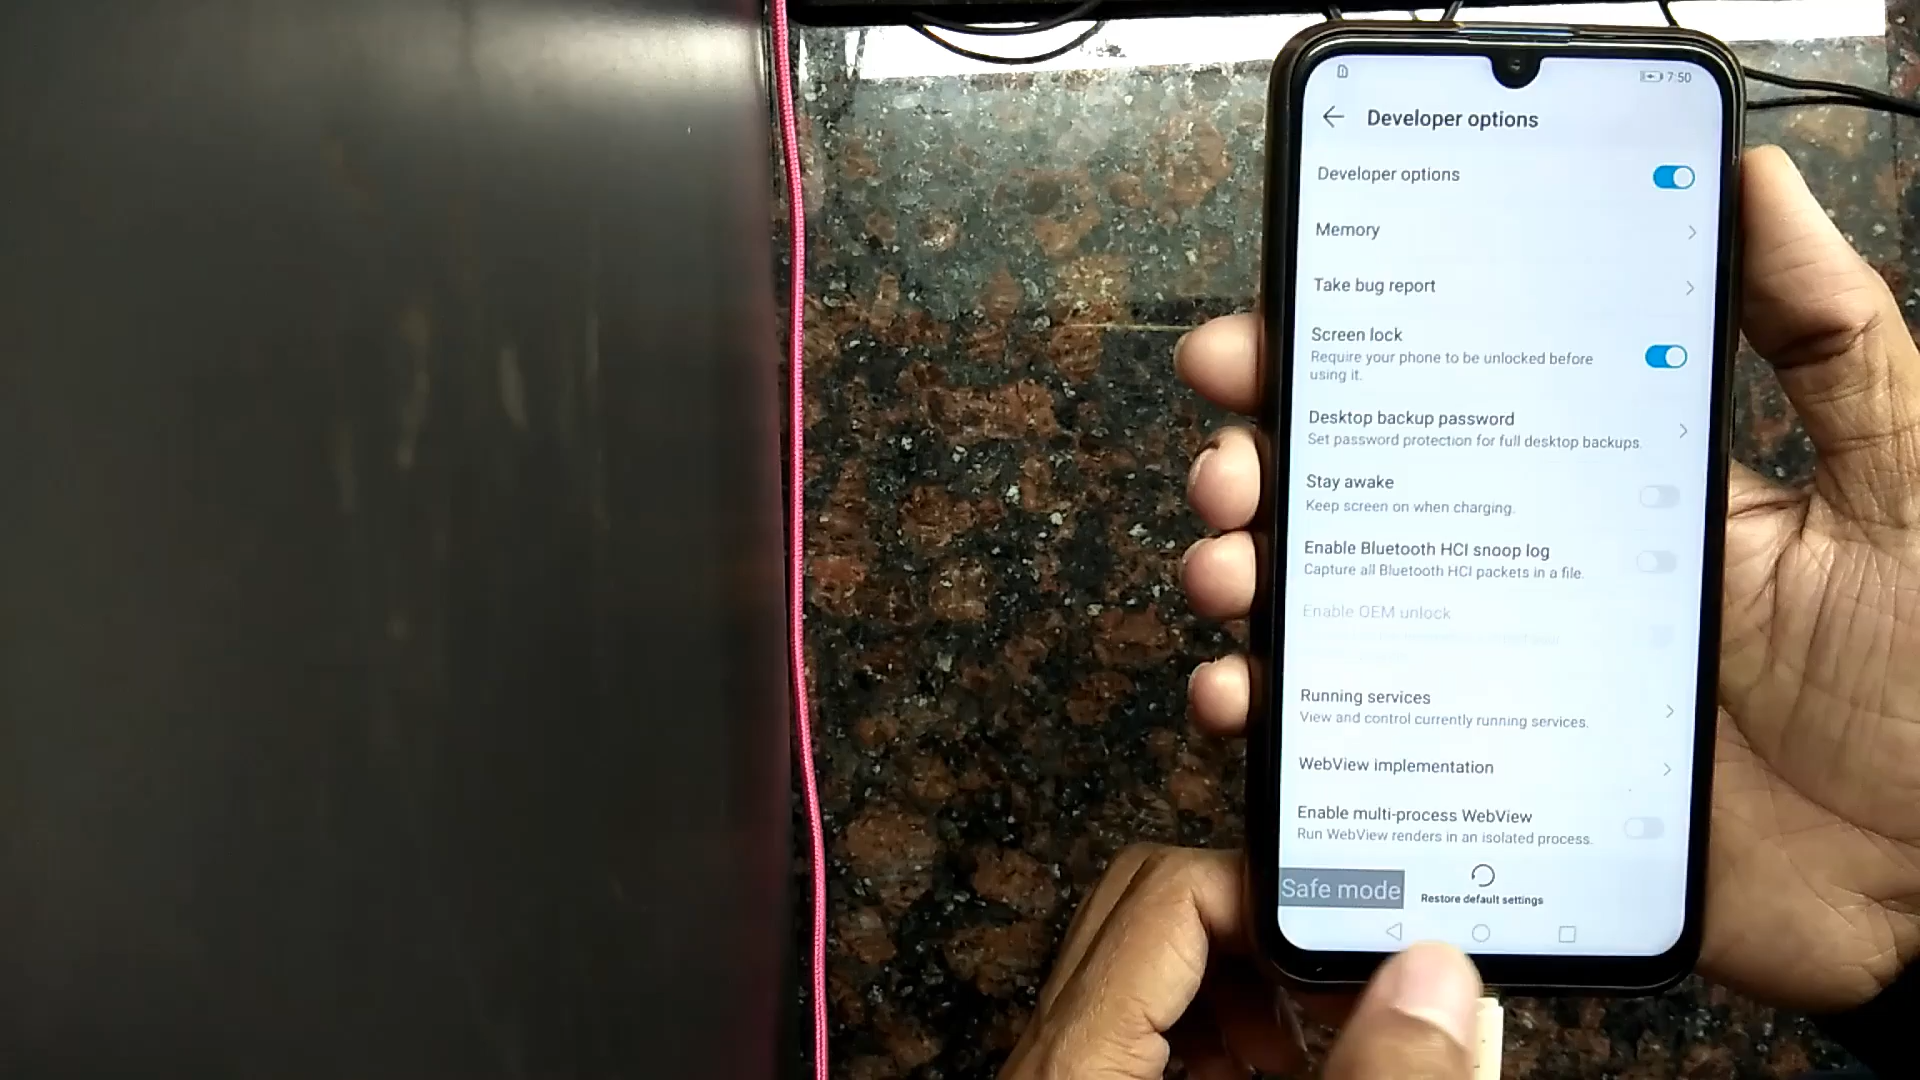 7:50
Developer options
Developer options
Memory
Take bug report
Screen lock
Require your phone to be unlocked before
using it.
Desktop backup password
Set password protection for full desktop backups.
Stay awake
Keep screen on when charging.
Enable Bluetooth HCI snoop log
Capture all Bluetooth HCI packets in a file.
Enable OEM unlock
Running services
View and control currently running services.
WebView implementation
Enable multi-process WebView
Run WebView renders in an isolated process.
Safe mode
Restore default settings